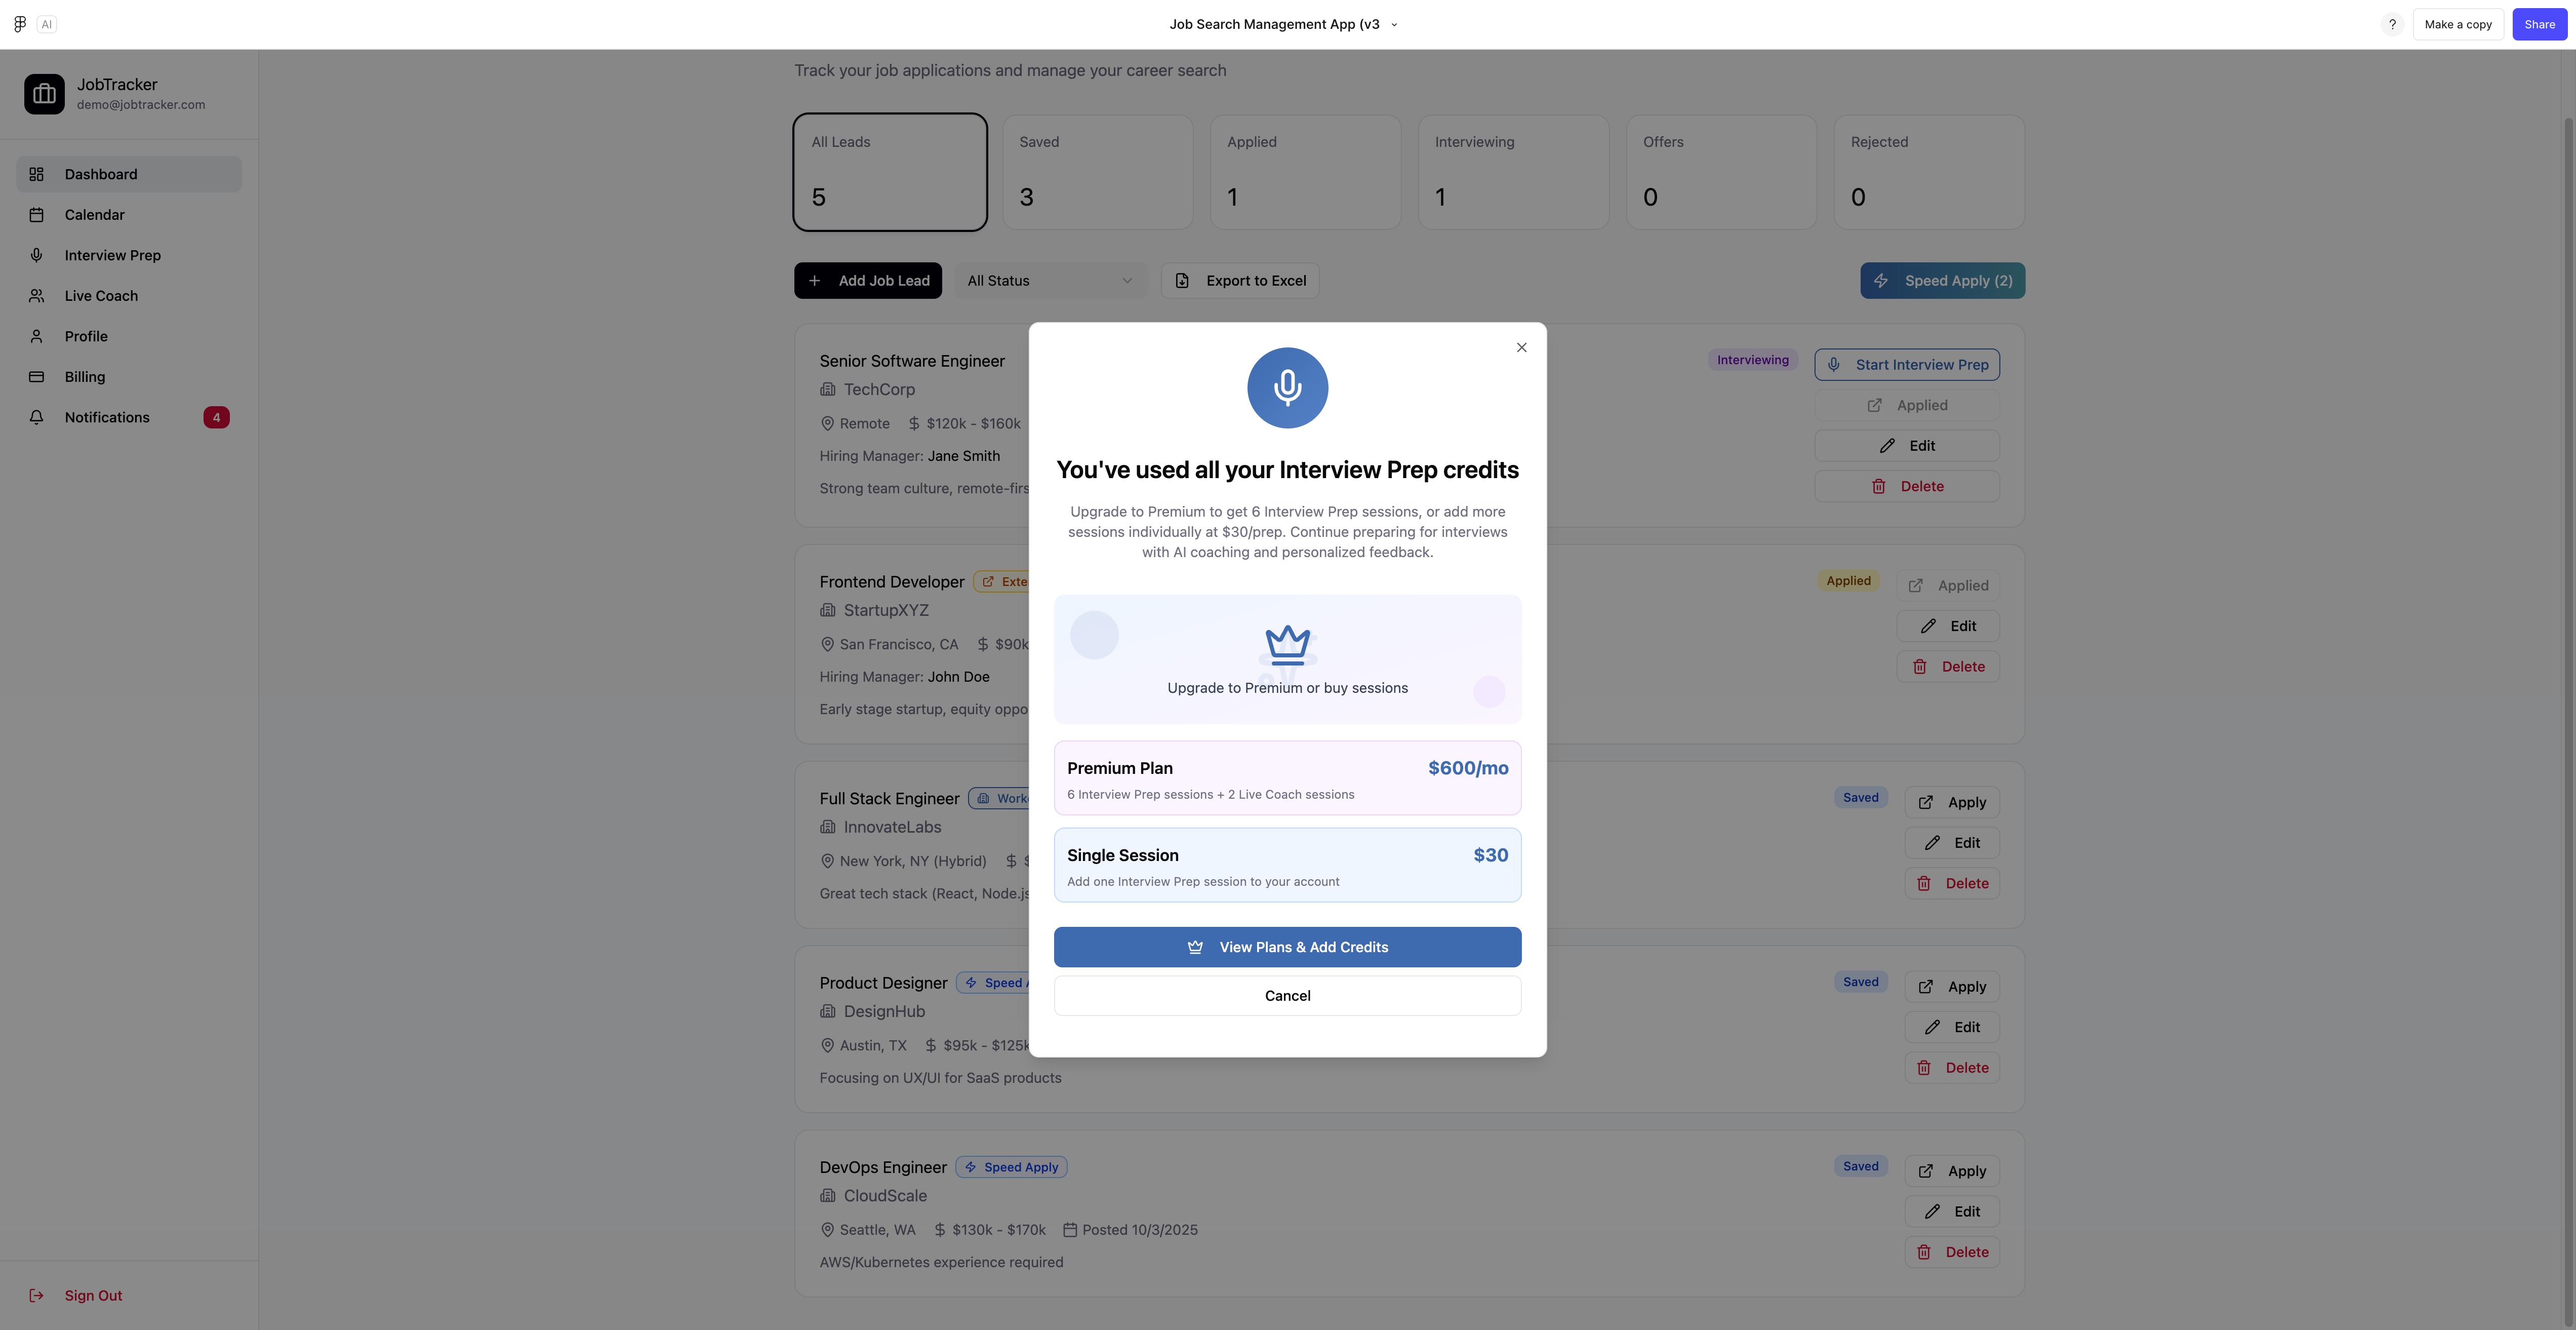 AI
Job Search Management App (v3
?
Make a copy
Share
JobTracker
demo@jobtracker.com
Dashboard
Calendar
Interview Prep
Live Coach
Profile
Billing
Notifications
4
Sign Out
Track your job applications and manage your career search
All Leads
5
Saved
3
Applied
1
Interviewing
1
Offers
0
Rejected
0
Add Job Lead
All Status
Export to Excel
Speed Apply (2)
Senior Software Engineer
TechCorp
Remote
$120k - $160k
Hiring Manager: Jane Smith
Strong team culture, remote-firs
Interviewing
Start Interview Prep
Applied
Edit
Delete
Frontend Developer
Exte
StartupXYZ
San Francisco, CA
$90k
Hiring Manager: John Doe
Early stage startup, equity oppo
Applied
Applied
Edit
Delete
Full Stack Engineer
Work
InnovateLabs
New York, NY (Hybrid)
$
Great tech stack (React, Node.js
Saved
Apply
Edit
Delete
Product Designer
Speed A
DesignHub
Austin, TX
$95k - $125k
Focusing on UX/UI for SaaS products
Saved
Apply
Edit
Delete
DevOps Engineer
Speed Apply
CloudScale
Seattle, WA
$130k - $170k
Posted 10/3/2025
AWS/Kubernetes experience required
Saved
Apply
Edit
Delete
You've used all your Interview Prep credits
Upgrade to Premium to get 6 Interview Prep sessions, or add more
sessions individually at $30/prep. Continue preparing for interviews
with AI coaching and personalized feedback.
Upgrade to Premium or buy sessions
Premium Plan
$600/mo
6 Interview Prep sessions + 2 Live Coach sessions
Single Session
$30
Add one Interview Prep session to your account
View Plans & Add Credits
Cancel